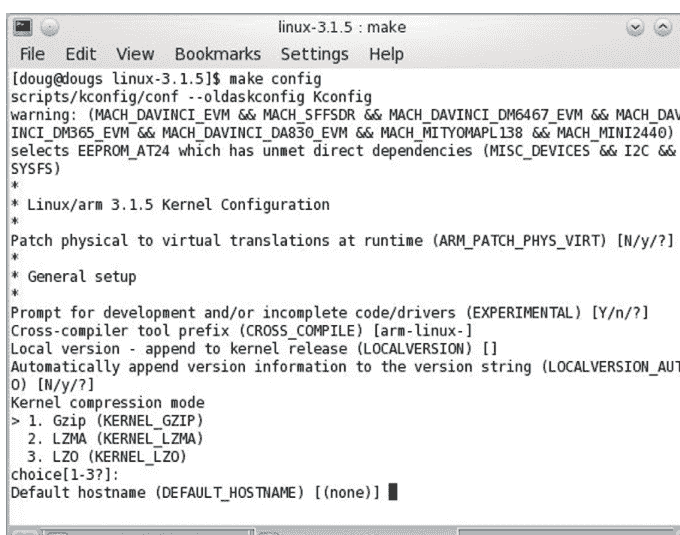 linux-3.1.5 : make
File Edit View Bookmarks Settings Help
[doug@dougs linux-3.1.5]$ make config
scripts/kconfig/conf --oldaskconfig Kconfig
warning: (MACH_DAVINCI_EVM && MACH_SFFSDR && MACH_DAVINCI_DM6467_EVM && MACH_DAV
INCI_DM365_EVM && MACH_DAVINCI_DA830_EVM && MACH_MITYOMAPL138 && MACH_MINI2440)
selects EEPROM_AT24 which has unmet direct dependencies (MISC_DEVICES && I2C &&
SYSFS)
*
* Linux/arm 3.1.5 Kernel Configuration
*
Patch physical to virtual translations at runtime (ARM_PATCH_PHYS_VIRT) [N/y/?]
*
* General setup
*
Prompt for development and/or incomplete code/drivers (EXPERIMENTAL) [Y/n/?]
Cross-compiler tool prefix (CROSS_COMPILE) [arm-linux-]
Local version - append to kernel release (LOCALVERSION) []
Automatically append version information to the version string (LOCALVERSION_AUT
O) [N/y/?]
Kernel compression mode
> 1. Gzip (KERNEL_GZIP)
2. LZMA (KERNEL_LZMA)
3. LZO (KERNEL_LZO)
choice[1-3?]:
Default hostname (DEFAULT_HOSTNAME) [(none)]